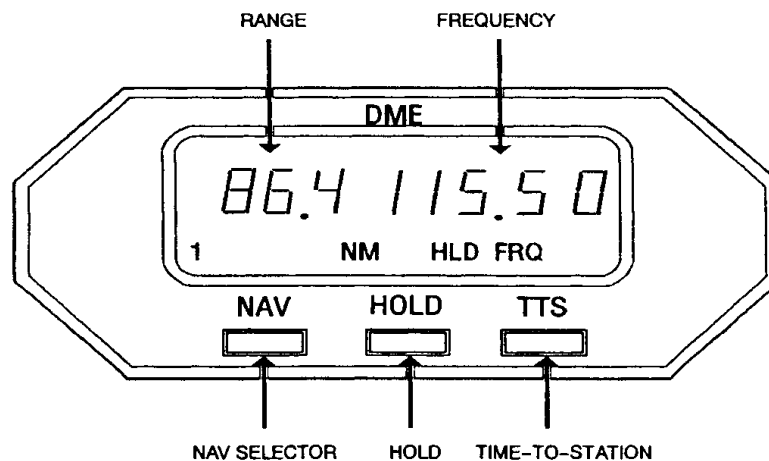 RANGE FREQUENCY
DME
86.4 115.50
1 NM HLD FRQ
NAV HOLD TTS
NAV SELECTOR HOLD TIME-TO-STATION